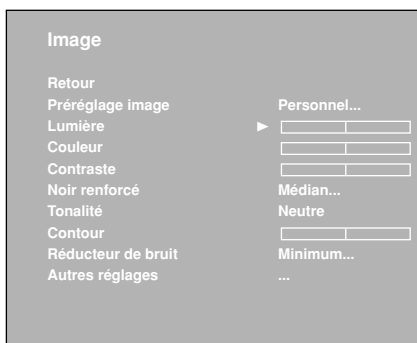 Image
Retour
Préréglage image Personnel...
Lumière
Couleur
Contraste
Noir renforcé Médian...
Tonalité Neutre
Contour
Réducteur de bruit Minimum...
Autres réglages ...